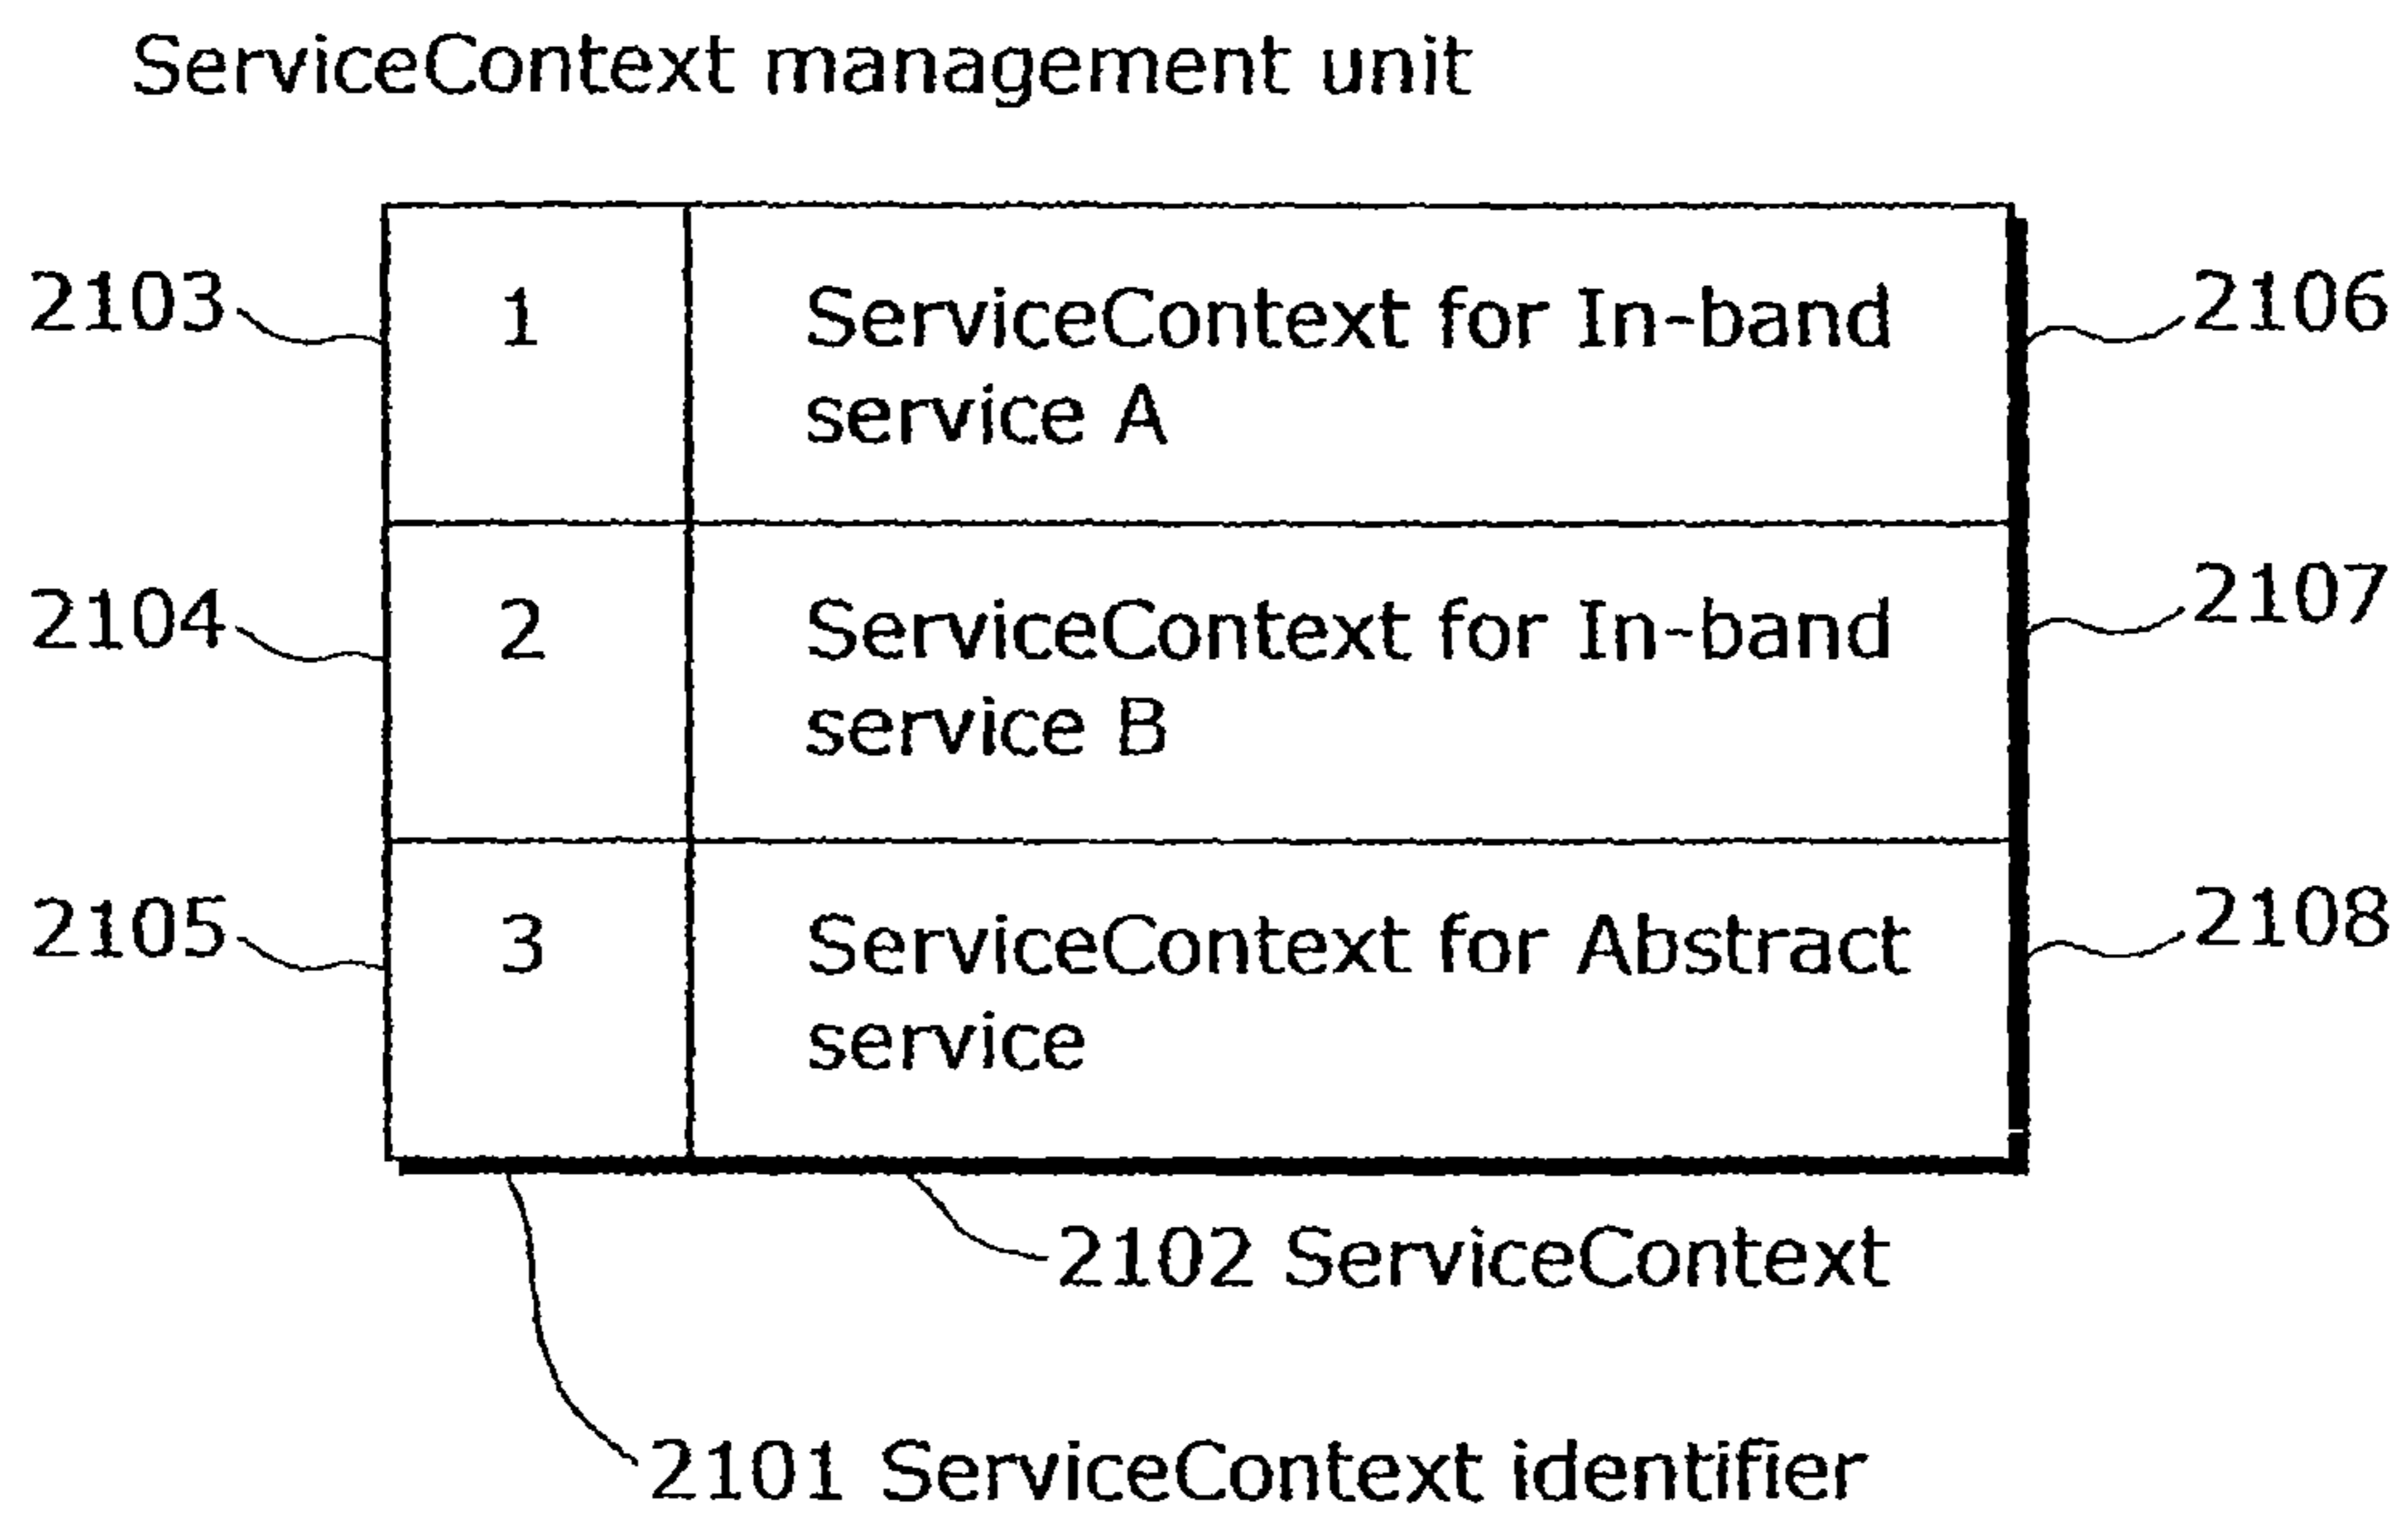 ServiceContext management unit
2103
1
ServiceContext for In-band
service A
2106
2104
2
ServiceContext for In-band
service B
2107
2105
3
ServiceContext for Abstract
service
2108
2102 ServiceContext
2101 ServiceContext identifier